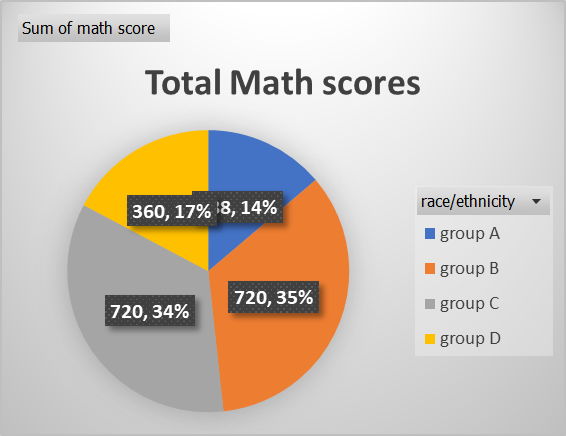 Sum of math score
Total Math scores
360, 17%
14%
720, 35%
720, 34%
race/ethnicity
group A
group B
group C
group D